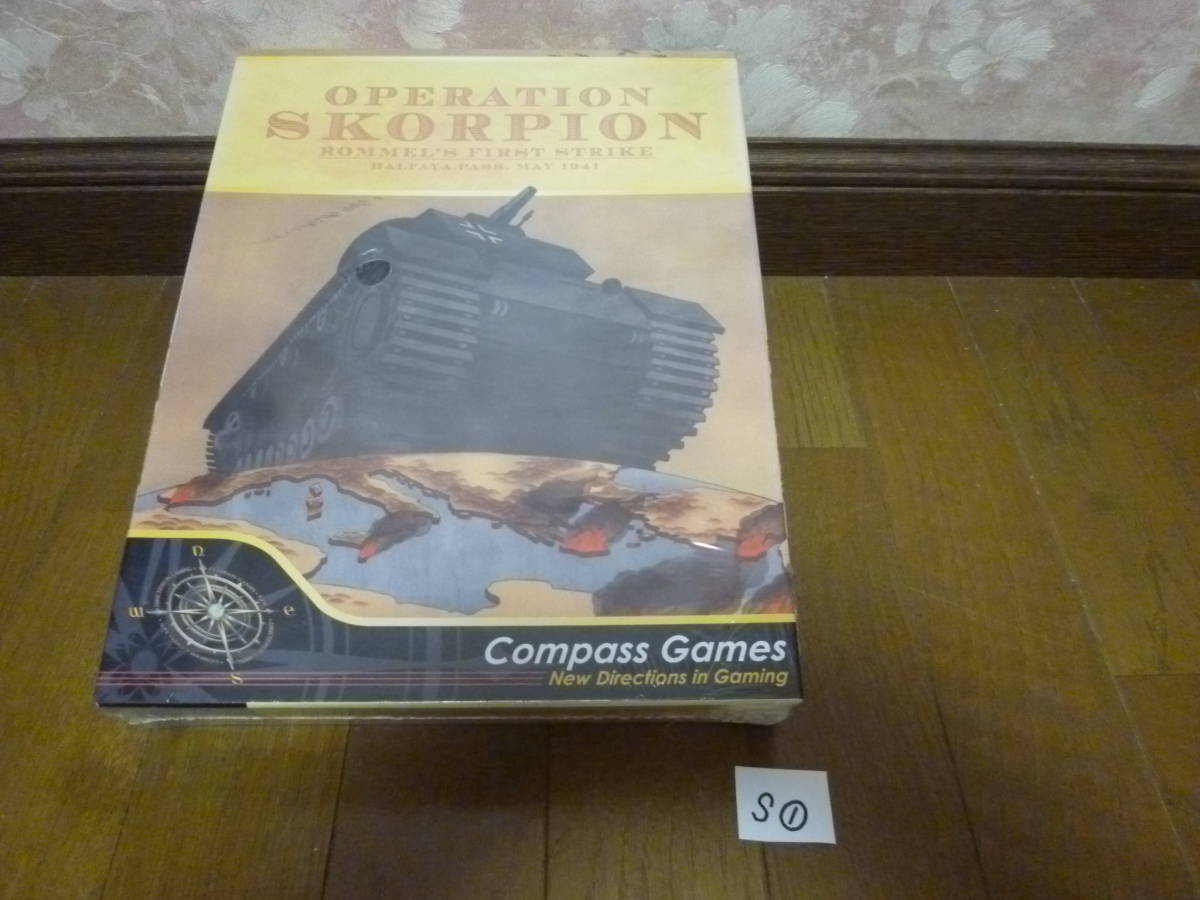 OPERATION
SKORPION
ROMMEL'S FIRST STRIKE
HALFAYA PASS, MAY 1941
n
w e
s
Compass Games
New Directions in Gaming
S①